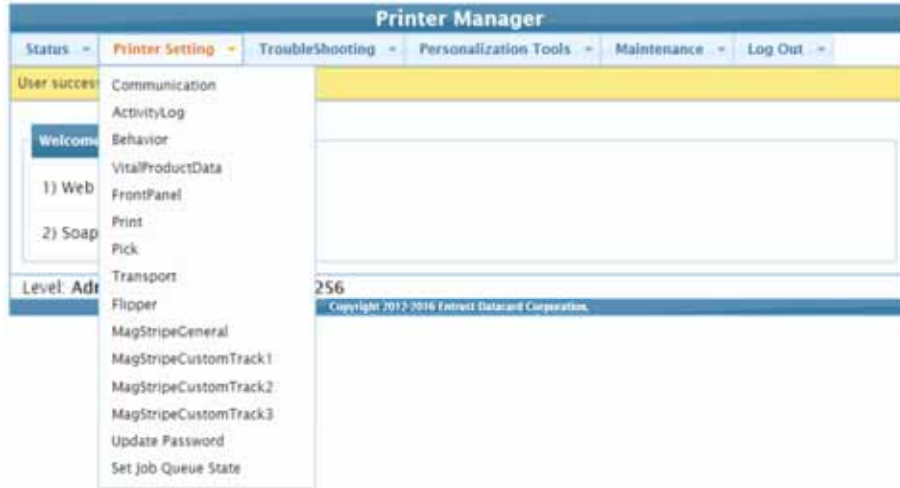 Printer Manager
Status Printer Setting TroubleShooting Personalization Tools Maintenance Log Out
User success
Communication
ActivityLog
Welcome
Behavior
VitalProductData
1) Web
FrontPanel
Print
2) Soap
Pick
Transport
Level: Adr 256
Flipper
Copyright 2012-2016 Entrust Datacard Corporation.
MagStripeGeneral
MagStripeCustomTrack1
MagStripeCustomTrack2
MagStripeCustomTrack3
Update Password
Set Job Queue State